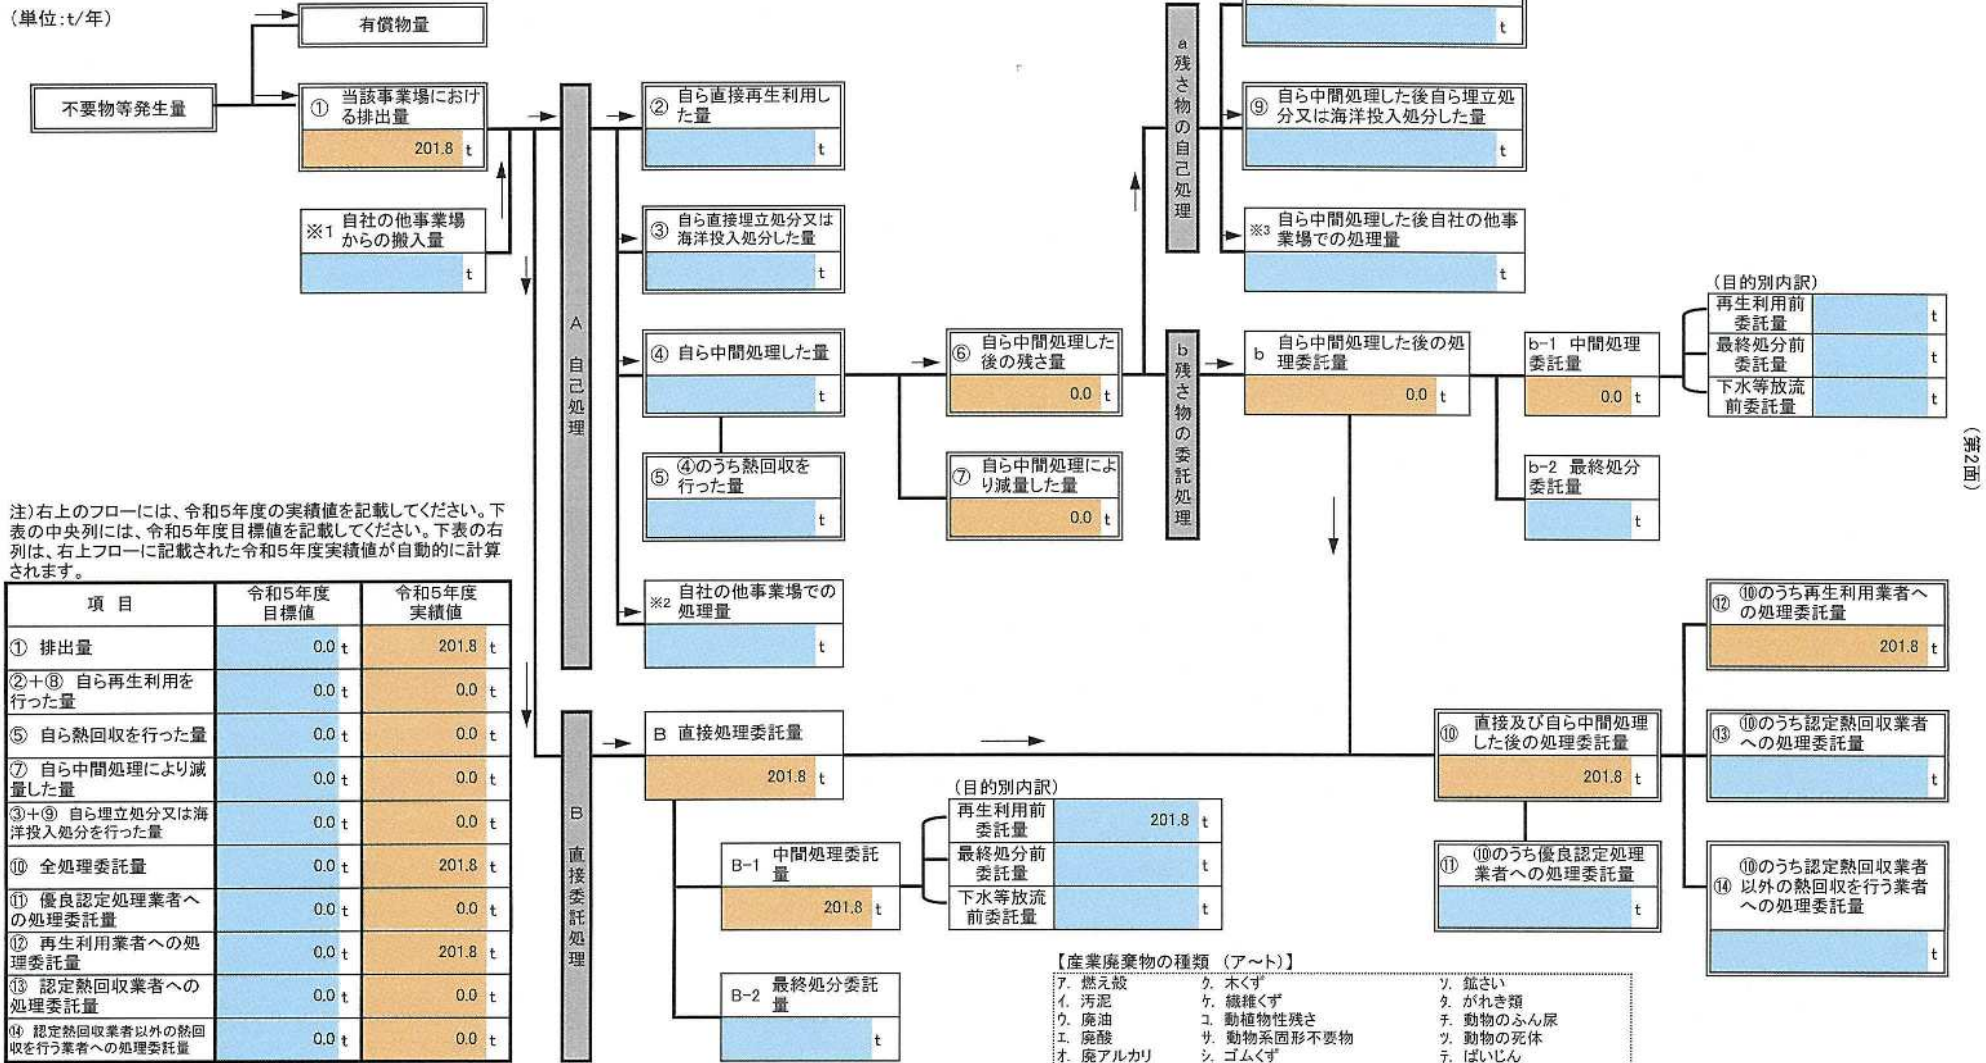 (単位:t/年)
有償物量
不要物等発生量
① 当該事業場におけ
る排出量
201.8 t
※1 自社の他事業場
からの搬入量
t
A 自己処理
② 自ら直接再生利用し
た量
t
③ 自ら直接埋立処分又は
海洋投入処分した量
t
④ 自ら中間処理した量
t
⑤ ④のうち熱回収を
行った量
t
※2 自社の他事業場での
処理量
t
⑥ 自ら中間処理した
後の残さ量
0.0 t
⑦ 自ら中間処理によ
り減量した量
0.0 t
a 残さ物の自己処理
t
⑨ 自ら中間処理した後自ら埋立処
分又は海洋投入処分した量
t
※3 自ら中間処理した後自社の他事
業場での処理量
t
b 残さ物の委託処理
b 自ら中間処理した後の処
理委託量
0.0 t
b-1 中間処理
委託量
0.0 t
b-2 最終処分
委託量
t
(目的別内訳)
再生利用前
委託量 t
最終処分前
委託量 t
下水等放流
前委託量 t
(第2面)
注)右上のフローには、令和5年度の実績値を記載してください。下
表の中央列には、令和5年度目標値を記載してください。下表の右
列は、右上フローに記載された令和5年度実績値が自動的に計算
されます。
項 目 令和5年度 目標値 令和5年度 実績値
① 排出量 0.0 t 201.8 t
②+⑧ 自ら再生利用を
行った量 0.0 t 0.0 t
⑤ 自ら熱回収を行った量 0.0 t 0.0 t
⑦ 自ら中間処理により減
量した量 0.0 t 0.0 t
③+⑨ 自ら埋立処分又は海
洋投入処分を行った量 0.0 t 0.0 t
⑩ 全処理委託量 0.0 t 201.8 t
⑪ 優良認定処理業者へ
の処理委託量 0.0 t 0.0 t
⑫ 再生利用業者への処
理委託量 0.0 t 201.8 t
⑬ 認定熱回収業者への
処理委託量 0.0 t 0.0 t
⑭ 認定熱回収業者以外の熱回
収を行う業者への処理委託量 0.0 t 0.0 t
B 直接委託処理
B 直接処理委託量
201.8 t
B-1 中間処理委託
量
201.8 t
B-2 最終処分委託
量
t
(目的別内訳)
再生利用前
委託量 201.8 t
最終処分前
委託量 t
下水等放流
前委託量 t
⑩ 直接及び自ら中間処理
した後の処理委託量
201.8 t
⑪ ⑩のうち優良認定処理
業者への処理委託量
t
⑫ ⑩のうち再生利用業者へ
の処理委託量
201.8 t
⑬ ⑩のうち認定熱回収業者
への処理委託量
t
⑭ ⑩のうち認定熱回収業者
以外の熱回収を行う業者
への処理委託量
t
【産業廃棄物の種類 (ア~ト)】
ア. 燃え殻 ク. 木くず ソ. 鉱さい
イ. 汚泥 ケ. 繊維くず タ. がれき類
ウ. 廃油 コ. 動植物性残さ チ. 動物のふん尿
エ. 廃酸 サ. 動物系固形不要物 ツ. 動物の死体
オ. 廃アルカリ シ. ゴムくず テ. ばいじん